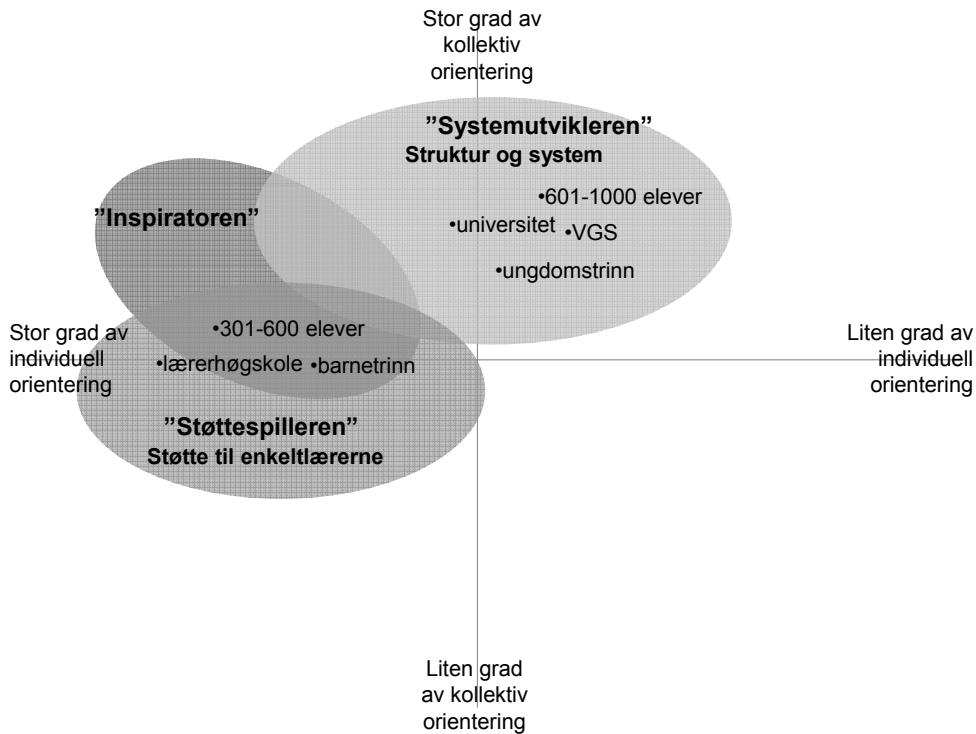 Stor grad av
kollektiv
orientering
”Systemutvikleren”
Struktur og system
•601-1000 elever
•universitet
•VGS
•ungdomstrinn
”Inspiratoren”
•301-600 elever
•lærerhøgskole
•barnetrinn
Stor grad av
individuell
orientering
Liten grad av
individuell
orientering
”Støttespilleren”
Støtte til enkeltlærerne
Liten grad
av kollektiv
orientering